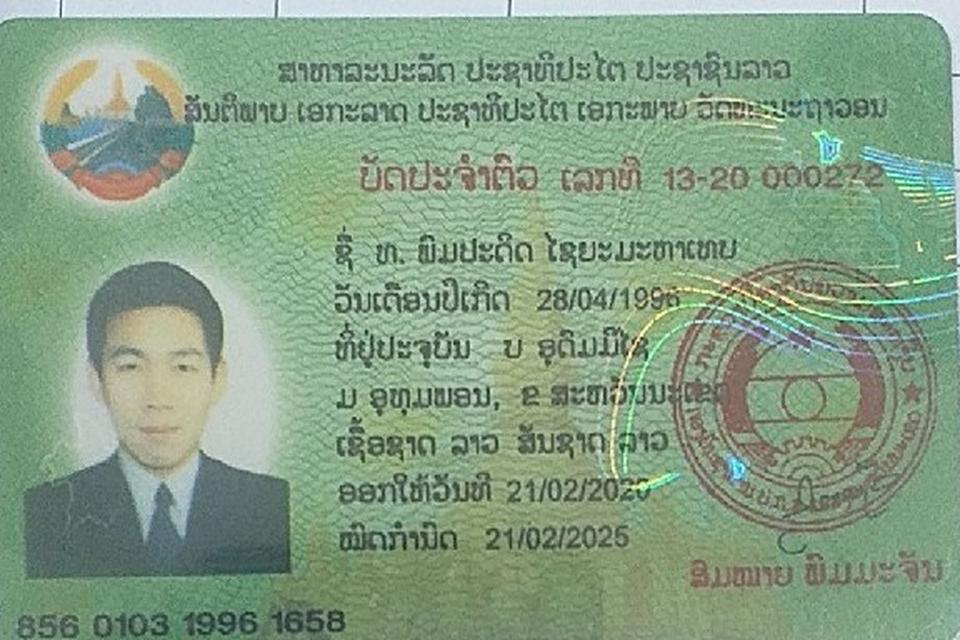 ສາທາລະນະລັດ ປະຊາທິປະໄຕ ປະຊາຊົນລາວ
ສັນຕິພາບ ເອກະລາດ ປະຊາທິປະໄຕ ເອກະພາບ ວັດທະນະຖາວອນ
ບັດປະຈຳຕົວ ເລກທີ 13-20 000272
ຊື່ ທ. ພິມປະດິດ ໄຊຍະມະຫາເທບ
ວັນເດືອນປີເກີດ 28/04/1996
ທີ່ຢູ່ປະຈຸບັນ ບ ອຸດົມມີໄຊ
ມ ອຸທຸມພອນ, ຂ ສະຫວັນນະເຂດ
ເຊື້ອຊາດ ລາວ ສັນຊາດ ລາວ
ອອກໃຫ້ວັນທີ 21/02/2020
ໝົດກຳນົດ 21/02/2025
ສິມໝາຍ ພິມມະຈັນ
856 0103 1996 1658